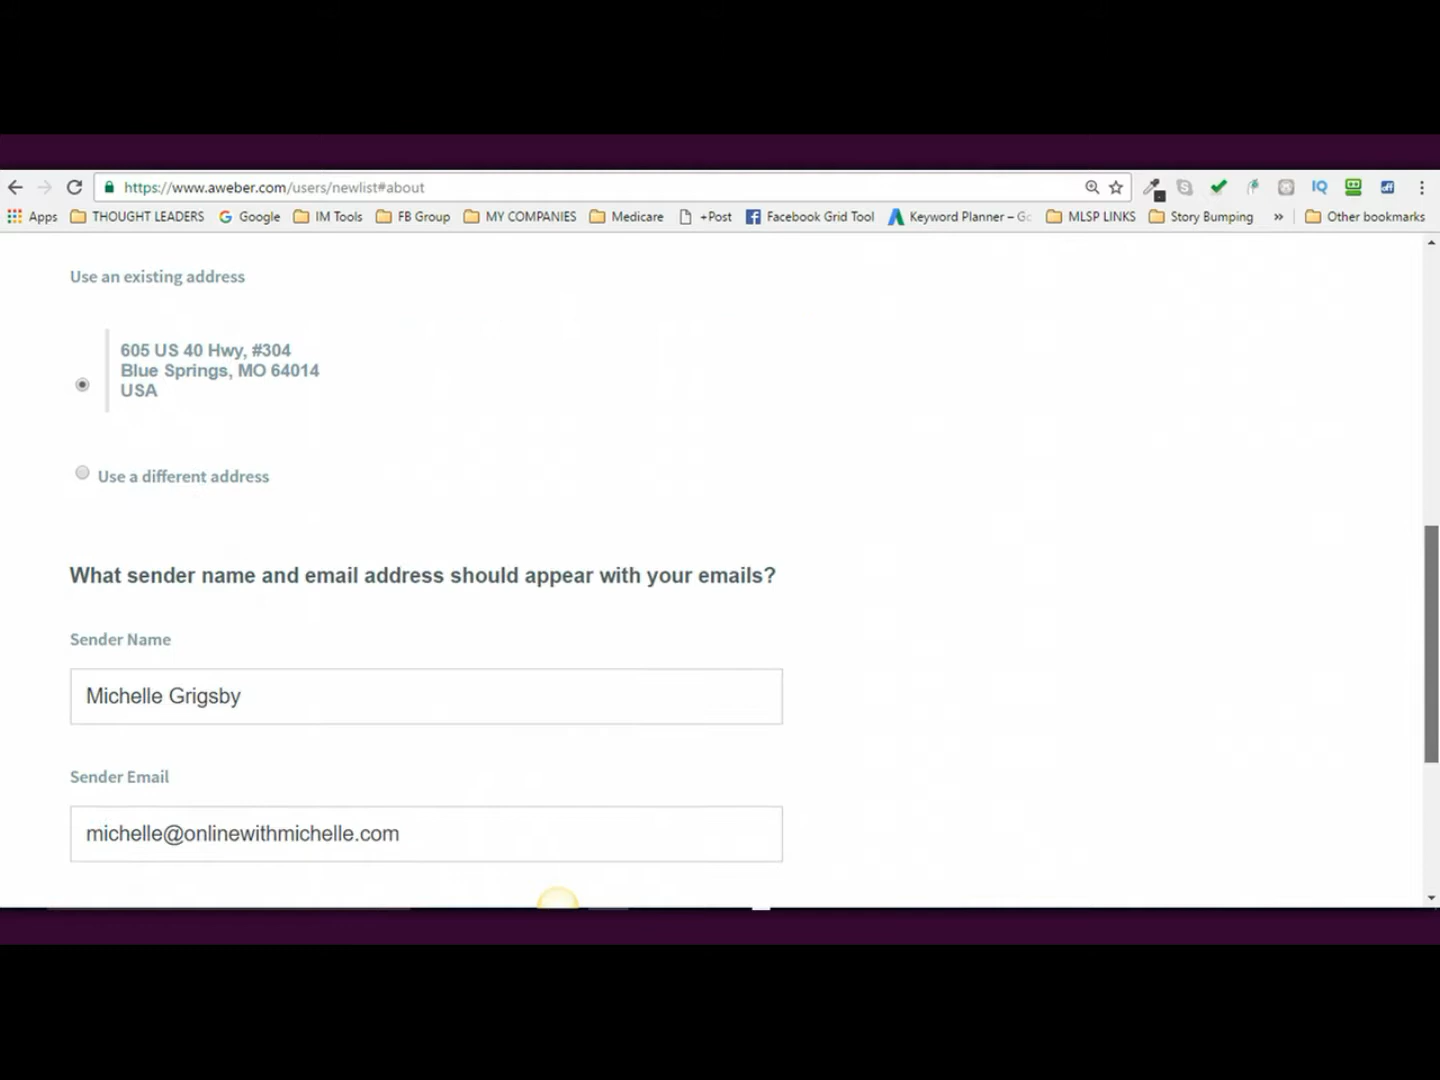 https://www.aweber.com/users/newlist#about
Apps THOUGHT LEADERS Google IM Tools FB Group MY COMPANIES Medicare +Post Facebook Grid Tool Keyword Planner – Go MLSP LINKS Story Bumping » Other bookmarks
Use an existing address
605 US 40 Hwy, #304
Blue Springs, MO 64014
USA
Use a different address
What sender name and email address should appear with your emails?
Sender Name
Michelle Grigsby
Sender Email
michelle@onlinewithmichelle.com